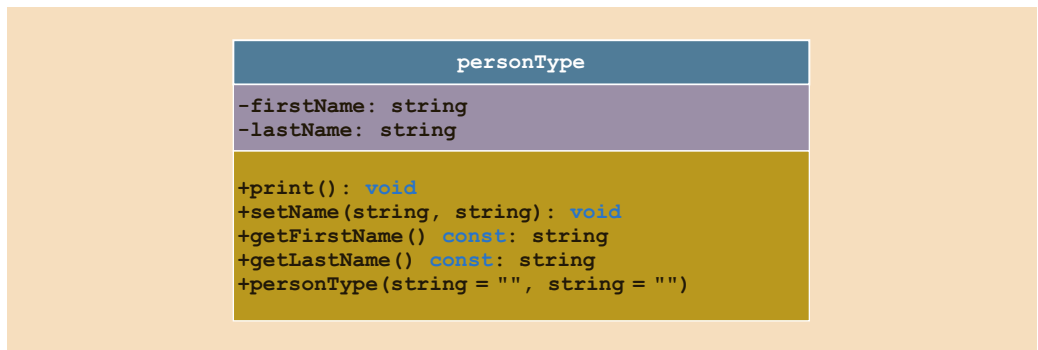 personType
-firstName: string
-lastName: string
+print(): void
+setName(string, string): void
+getFirstName() const: string
+getLastName() const: string
+personType(string = "", string = "")